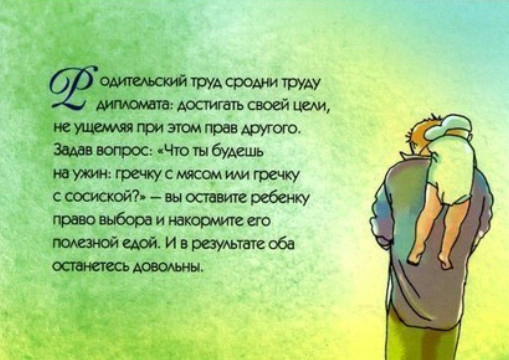 Родительский труд сродни труду
дипломата: достигать своей цели,
не ущемляя при этом прав другого.
Задав вопрос: «Что ты будешь
на ужин: гречку с мясом или гречку
с сосиской?» — вы оставите ребенку
право выбора и накормите его
полезной едой. И в результате оба
останетесь довольны.